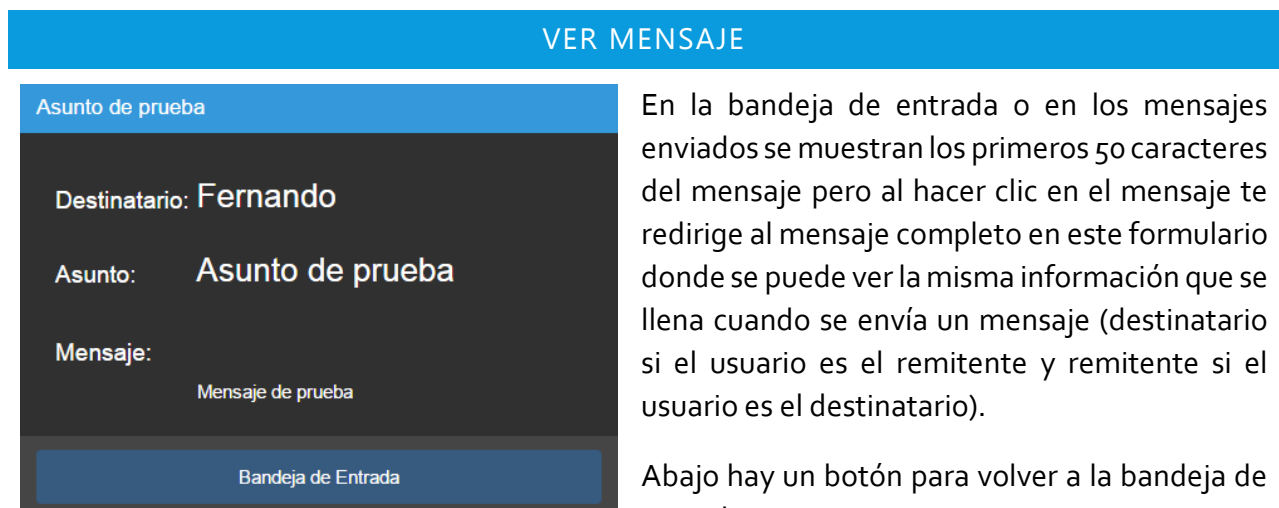 VER MENSAJE
Asunto de prueba
Destinatario: Fernando
Asunto: Asunto de prueba
Mensaje:
Mensaje de prueba
Bandeja de Entrada
En la bandeja de entrada o en los mensajes
enviados se muestran los primeros 50 caracteres
del mensaje pero al hacer clic en el mensaje te
redirige al mensaje completo en este formulario
donde se puede ver la misma información que se
llena cuando se envía un mensaje (destinatario
si el usuario es el remitente y remitente si el
usuario es el destinatario).
Abajo hay un botón para volver a la bandeja de